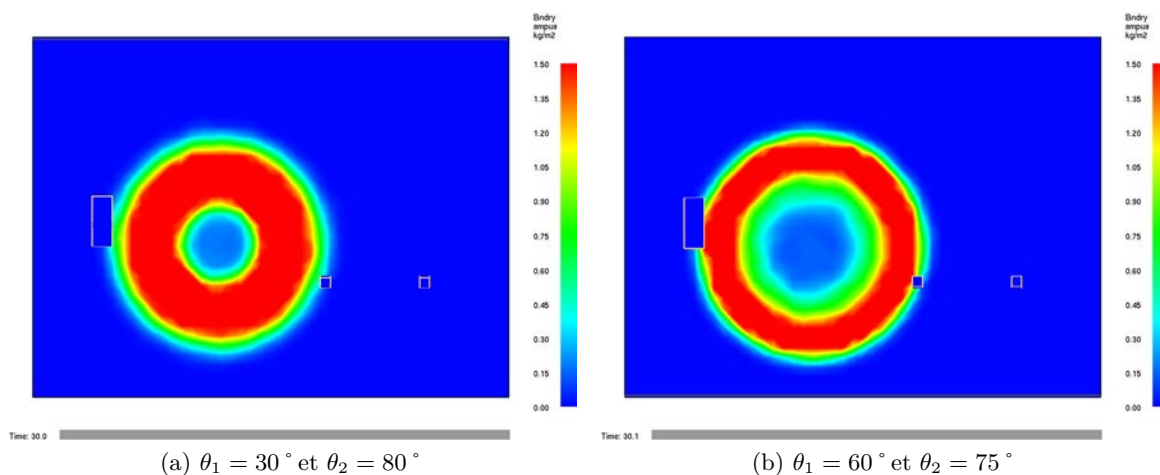 Bndry
ampua
kg/m2
1.50
1.35
1.20
1.05
0.90
0.75
0.60
0.45
0.30
0.15
0.00
Time: 30.0
(a) θ₁ = 30 ° et θ₂ = 80 °
Bndry
ampua
kg/m2
1.50
1.35
1.20
1.05
0.90
0.75
0.60
0.45
0.30
0.15
0.00
Time: 30.1
(b) θ₁ = 60 ° et θ₂ = 75 °